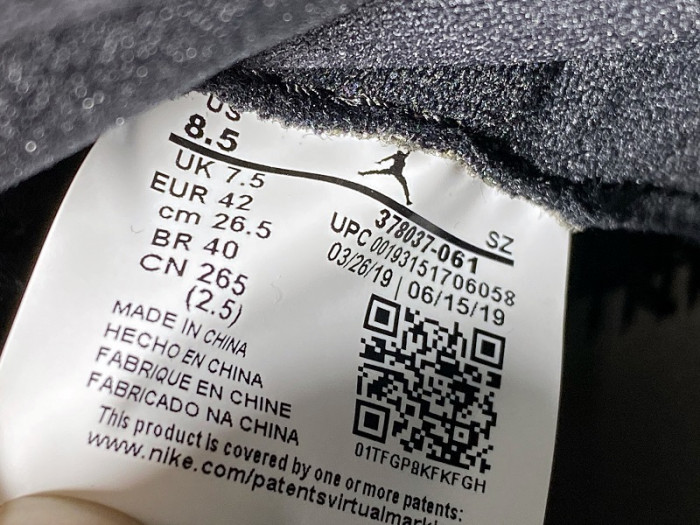 US
8.5
UK 7.5
EUR 42
cm 26.5
BR 40
CN 265
(2.5)
SZ
378037-061
UPC 00193151706058
03/26/19 | 06/15/19
01TFGP8KFKFGH
MADE IN CHINA
HECHO EN CHINA
FABRIQUE EN CHINE
FABRICADO NA CHINA
This product is covered by one or more patents:
www.nike.com/patentsvirtualmarki